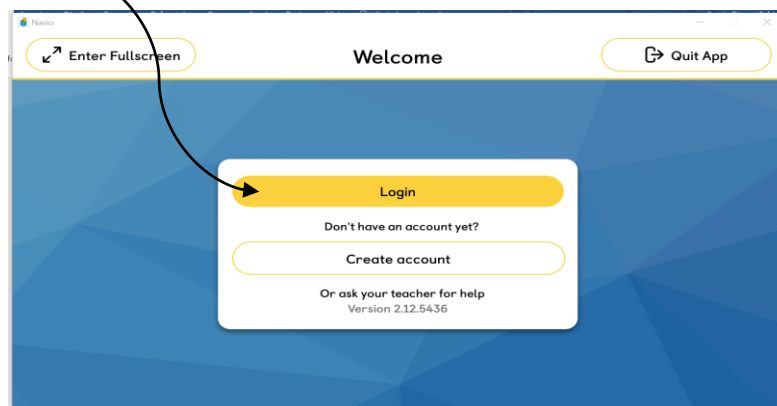 Navio
Enter Fullscreen
Welcome
Quit App
Login
Don't have an account yet?
Create account
Or ask your teacher for help
Version 2.12.5436